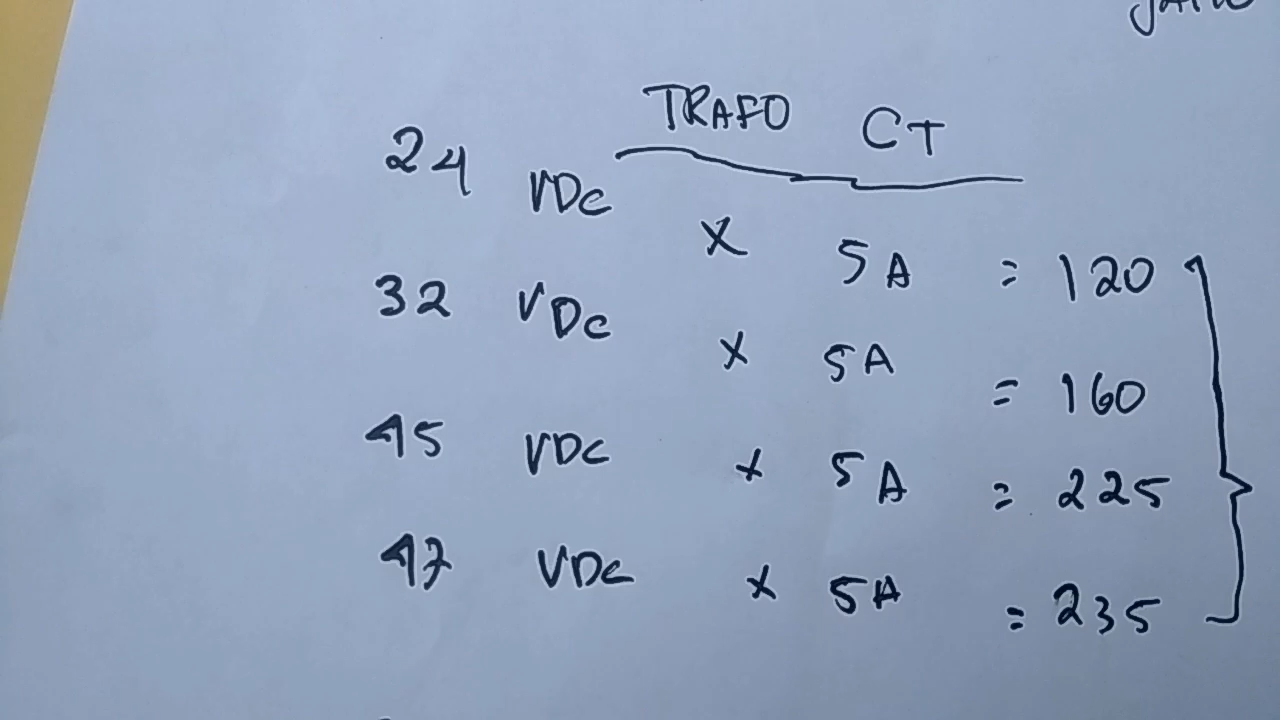 TRAFO CT
24 VDC x 5A = 120
32 VDC x 5A = 160
45 VDC x 5A = 225
47 VDC x 5A = 235